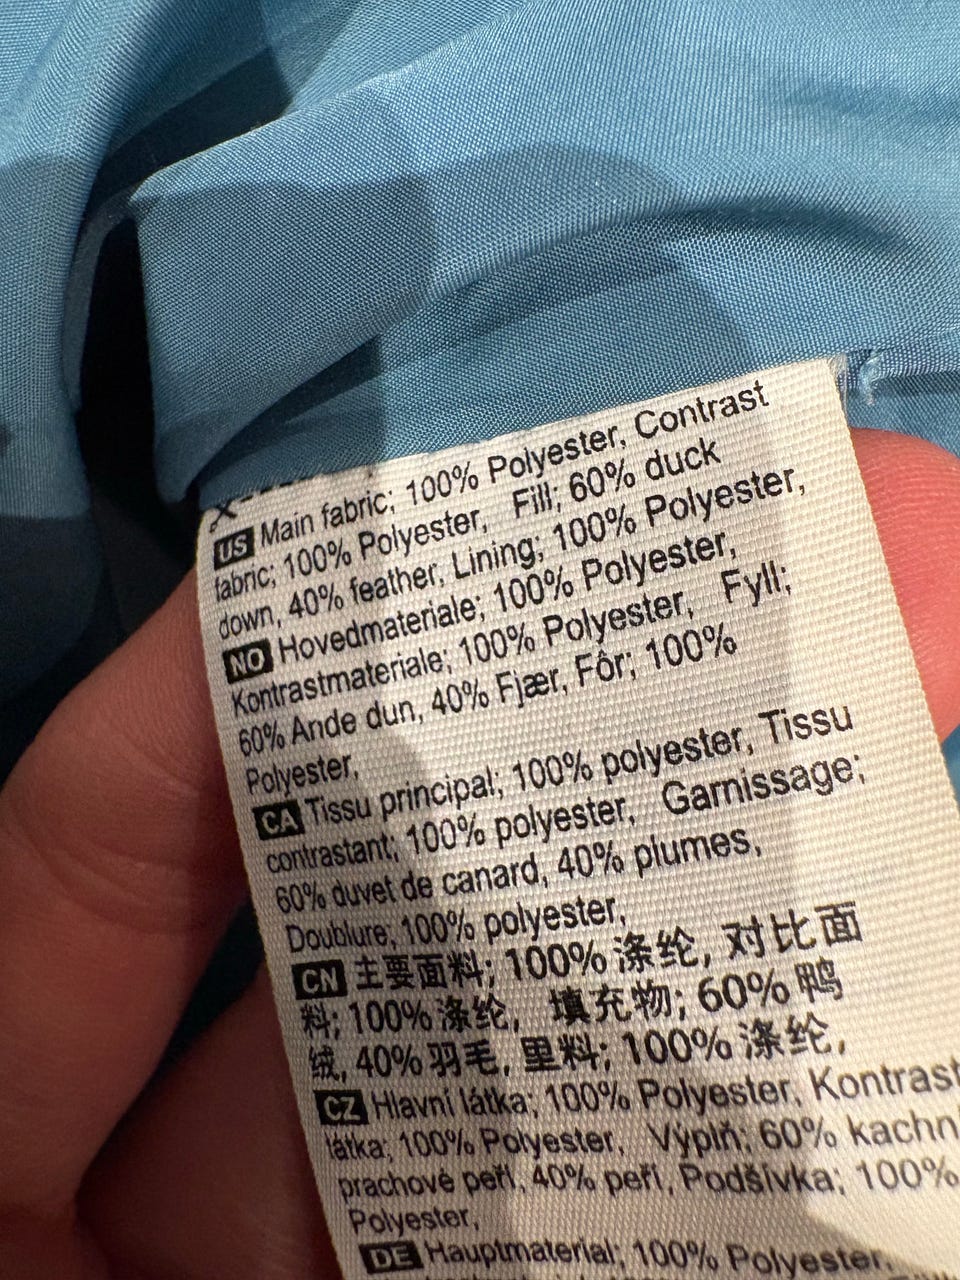 US Main fabric; 100% Polyester, Contrast
fabric; 100% Polyester, Fill; 60% duck
down, 40% feather, Lining; 100% Polyester,
NO Hovedmateriale; 100% Polyester,
Kontrastmateriale; 100% Polyester, Fyll;
60% Ande dun, 40% Fjær, Fôr; 100%
Polyester,
CA Tissu principal; 100% polyester, Tissu
contrastant; 100% polyester, Garnissage;
60% duvet de canard, 40% plumes,
Doublure; 100% polyester,
CN 主要面料; 100% 涤纶, 对比面
料; 100% 涤纶, 填充物; 60% 鸭
绒, 40% 羽毛, 里料; 100% 涤纶,
CZ Hlavní látka; 100% Polyester, Kontrast
látka; 100% Polyester, Výplň; 60% kachn
prachové peří, 40% peří, Podšívka; 100%
Polyester,
DE Hauptmaterial; 100% Polyester,